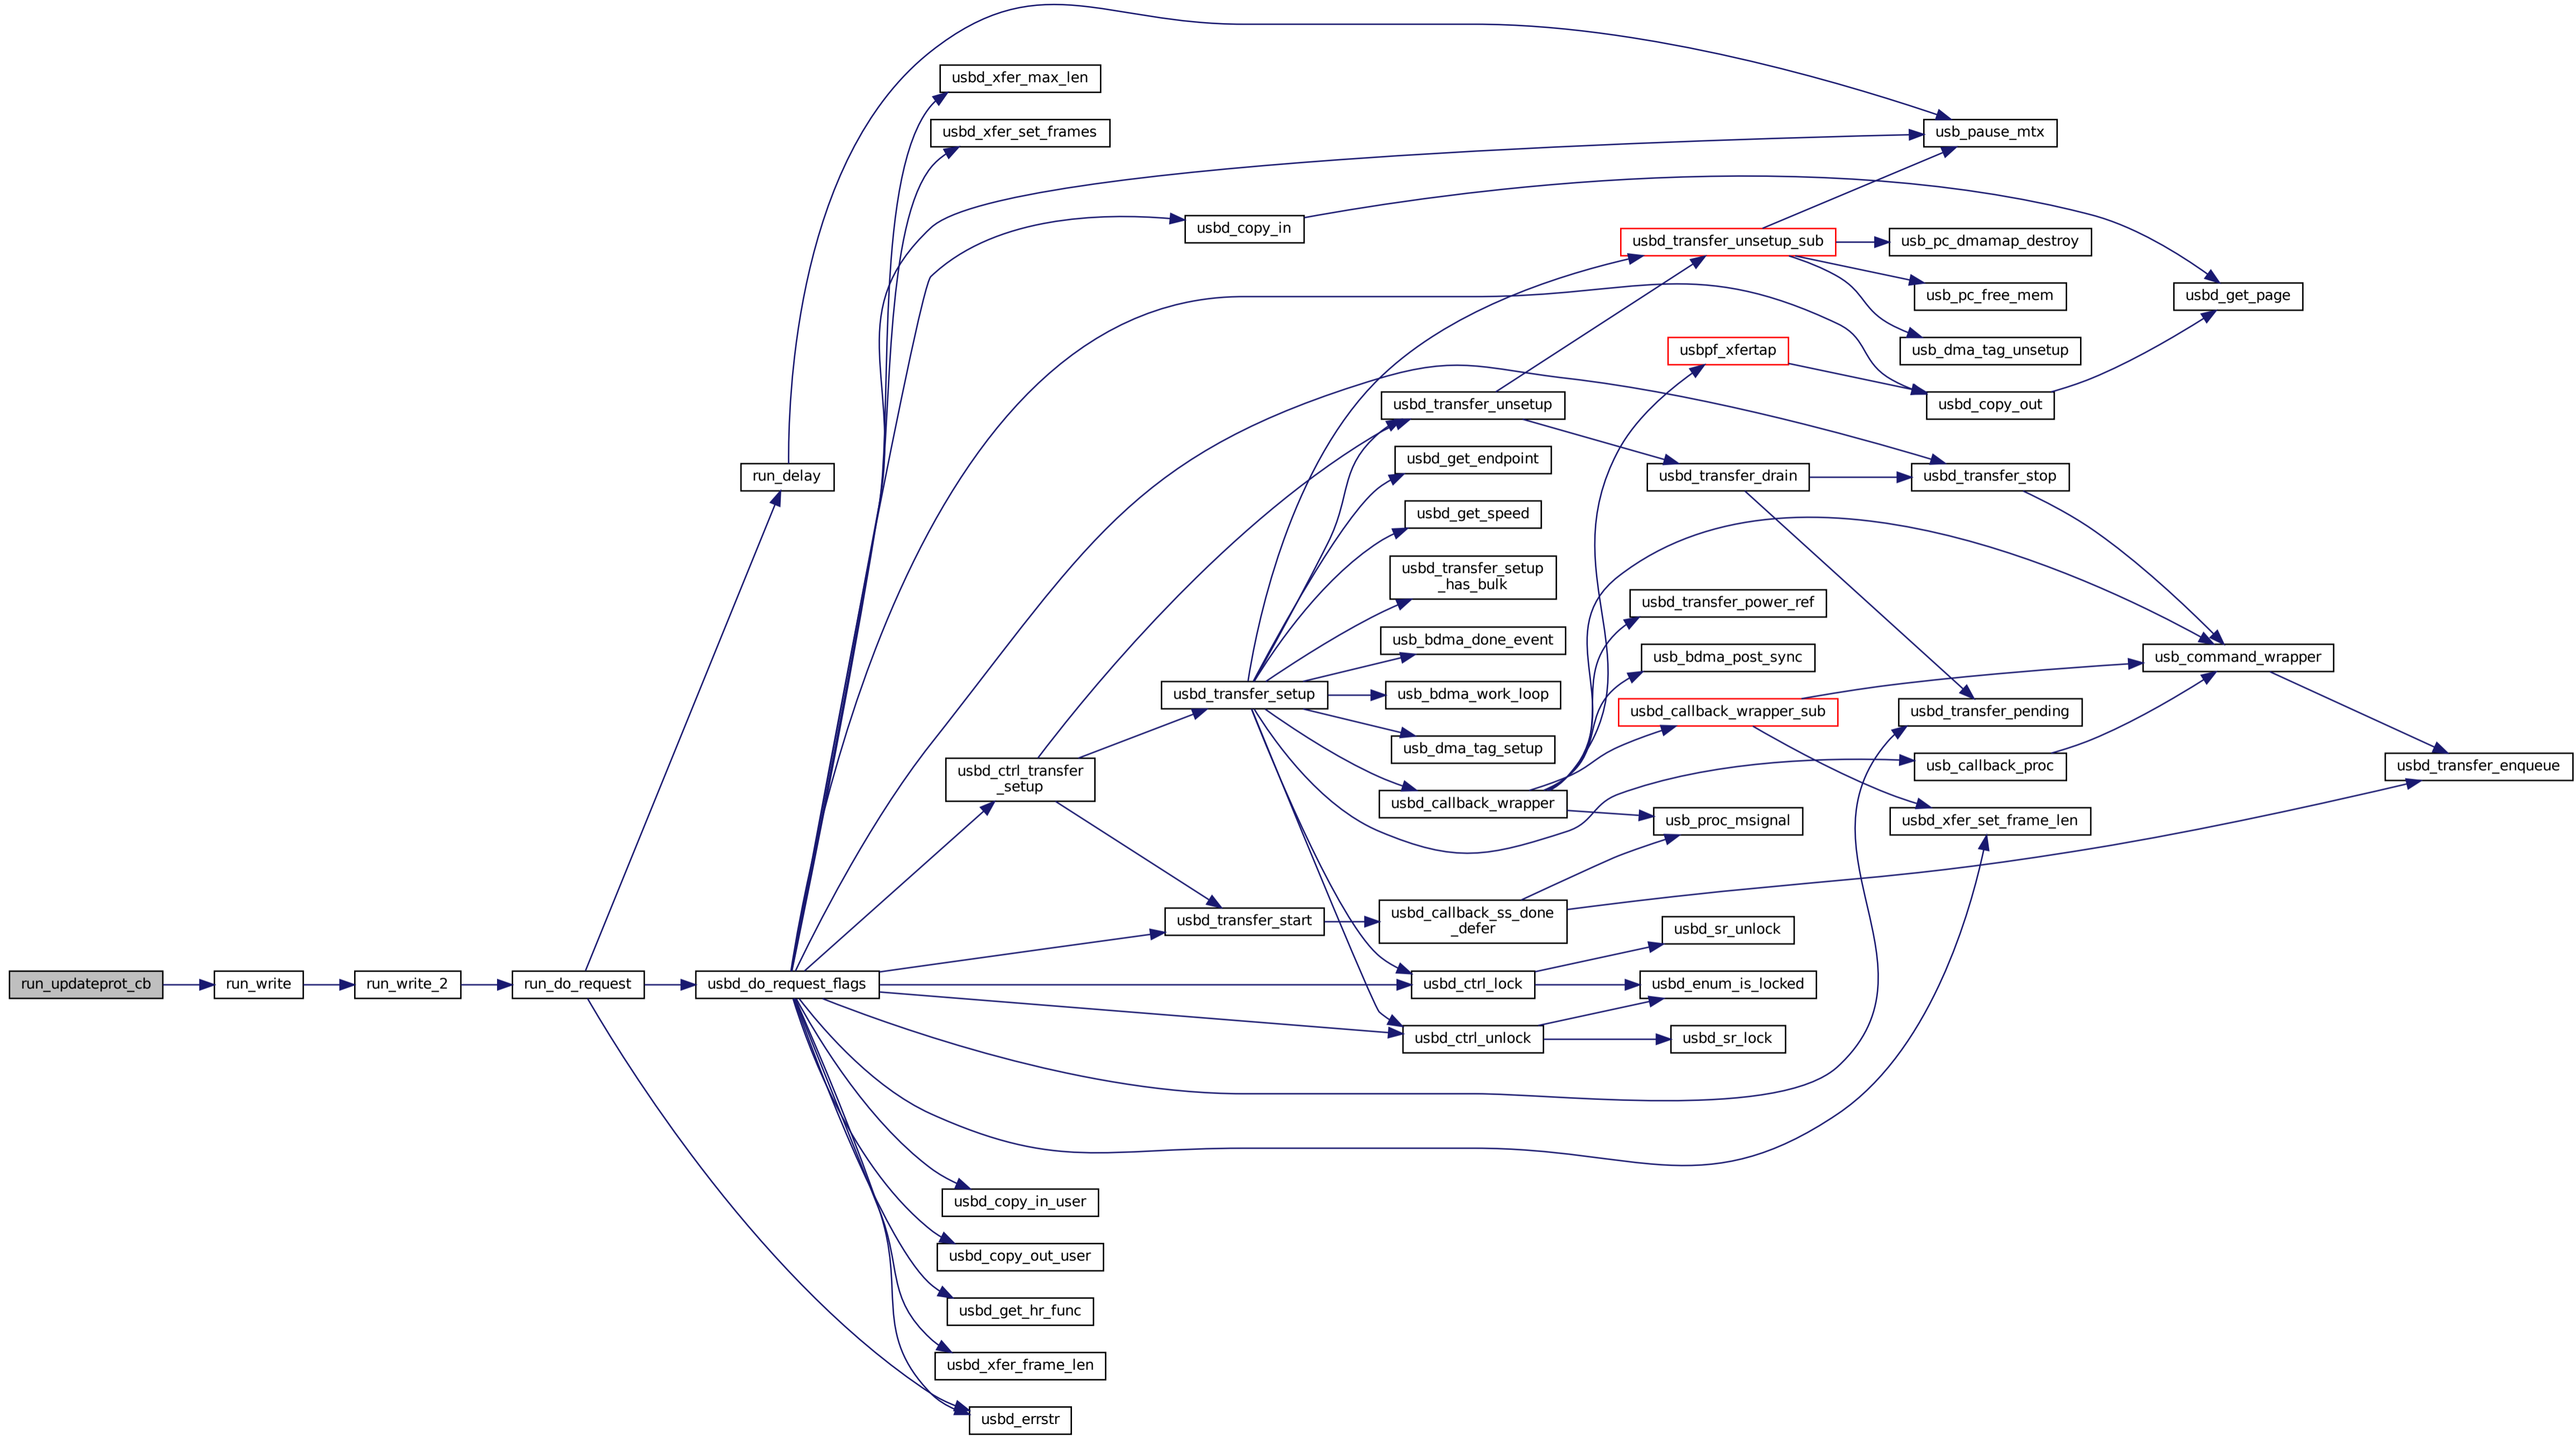 usbd_xfer_max_len
usbd_xfer_set_frames
usb_pause_mtx
usbd_copy_in
usbd_transfer_unsetup_sub
usb_pc_dmamap_destroy
usb_pc_free_mem
usbd_get_page
usbpf_xfertap
usb_dma_tag_unsetup
usbd_transfer_unsetup
usbd_copy_out
usbd_get_endpoint
run_delay
usbd_transfer_drain
usbd_transfer_stop
usbd_get_speed
usbd_transfer_setup
_has_bulk
usbd_transfer_power_ref
usb_bdma_done_event
usb_bdma_post_sync
usb_command_wrapper
usbd_transfer_setup
usb_bdma_work_loop
usbd_callback_wrapper_sub
usbd_transfer_pending
usb_dma_tag_setup
usb_callback_proc
usbd_transfer_enqueue
usbd_ctrl_transfer
_setup
usbd_callback_wrapper
usb_proc_msignal
usbd_xfer_set_frame_len
usbd_transfer_start
usbd_callback_ss_done
_defer
usbd_sr_unlock
run_updateprot_cb
run_write
run_write_2
run_do_request
usbd_do_request_flags
usbd_ctrl_lock
usbd_enum_is_locked
usbd_ctrl_unlock
usbd_sr_lock
usbd_copy_in_user
usbd_copy_out_user
usbd_get_hr_func
usbd_xfer_frame_len
usbd_errstr